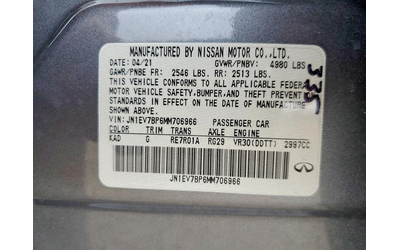 MANUFACTURED BY NISSAN MOTOR CO.,LTD.
DATE: 04/21 GVWR/PNBV: 4980 LBS
GAWR/PNBE FR: 2546 LBS RR: 2513 LBS.
THIS VEHICLE CONFORMS TO ALL APPLICABLE FEDERAL
MOTOR VEHICLE SAFETY, BUMPER, AND THEFT PREVENTION
STANDARDS IN EFFECT ON THE DATE OF MANUFACTURE
SHOWN ABOVE.
VIN: JN1EV7BP6MM706966 PASSENGER CAR
COLOR TRIM TRANS AXLE ENGINE
KAD G RE7R01A RG29 VR30(DDTT) 2997CC
JN1EV7BP6MM706966
335